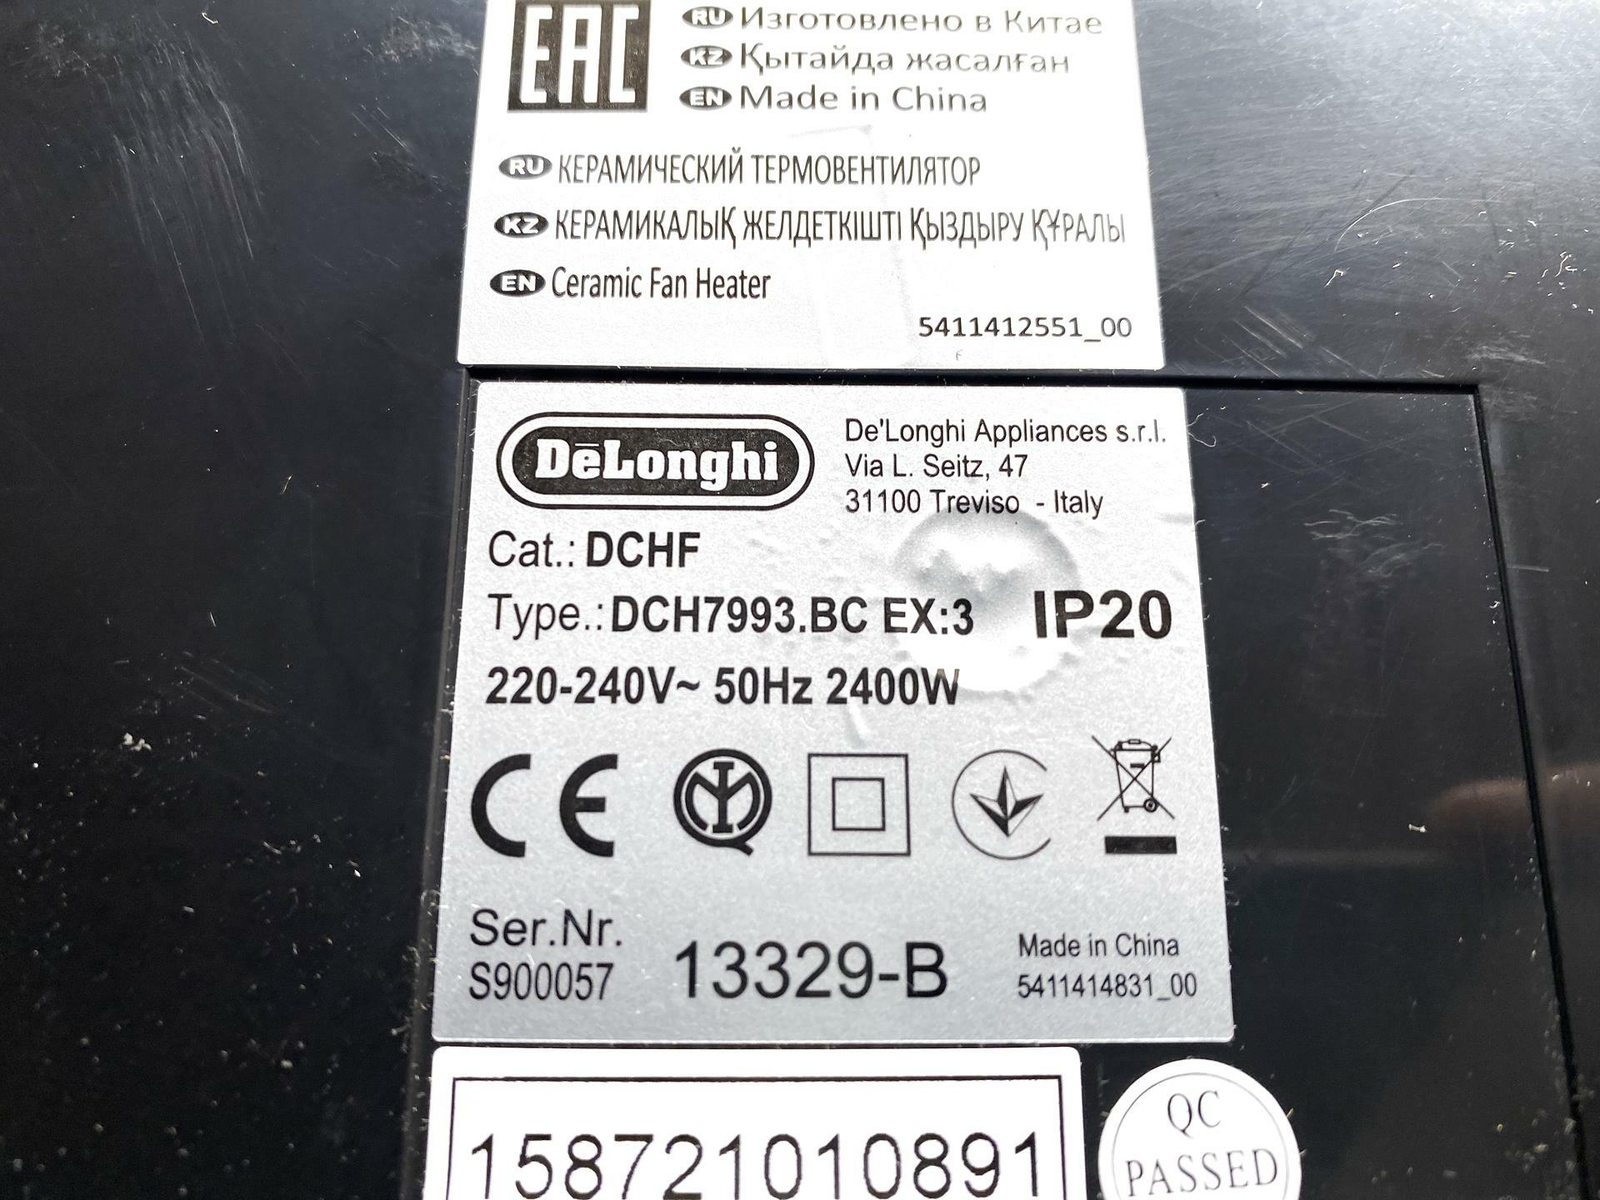 EAC
RU Изготовлено в Китае
KZ Қытайда жасалған
EN Made in China
RU КЕРАМИЧЕСКИЙ ТЕРМОВЕНТИЛЯТОР
KZ КЕРАМИКАЛЫҚ ЖЕЛДЕТКІШТІ ҚЫЗДЫРУ ҚҰРАЛЫ
EN Ceramic Fan Heater
5411412551_00
DēLonghi
De'Longhi Appliances s.r.l.
Via L. Seitz, 47
31100 Treviso - Italy
Cat.: DCHF
Type.: DCH7993.BC EX:3 IP20
220-240V~ 50Hz 2400W
CE
Ser.Nr.
S900057
13329-B
Made in China
5411414831_00
158721010891
QC
PASSED